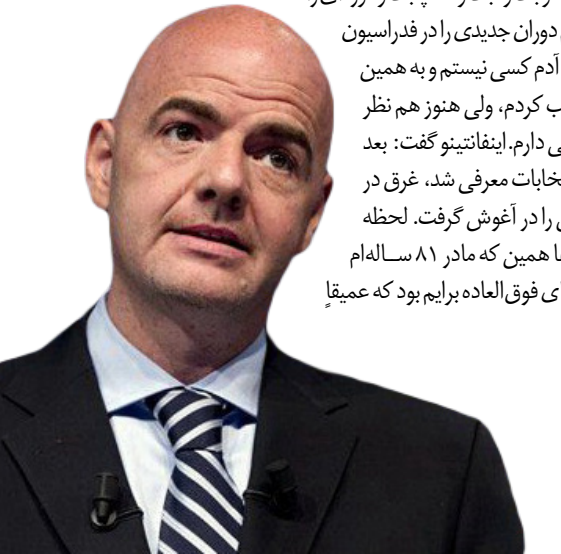 دوران جدیدی را در فدراسیون
آدم کسی نیستم و به همین
کردم، ولی هنوز هم نظر
دارم.اینفانتینو گفت: بعد
معرفی شد، غرق در
را در آغوش گرفت. لحظه
همین که مادر ۸۱ ســاله‌ام
فوق‌العاده برایم بود که عمیقاً